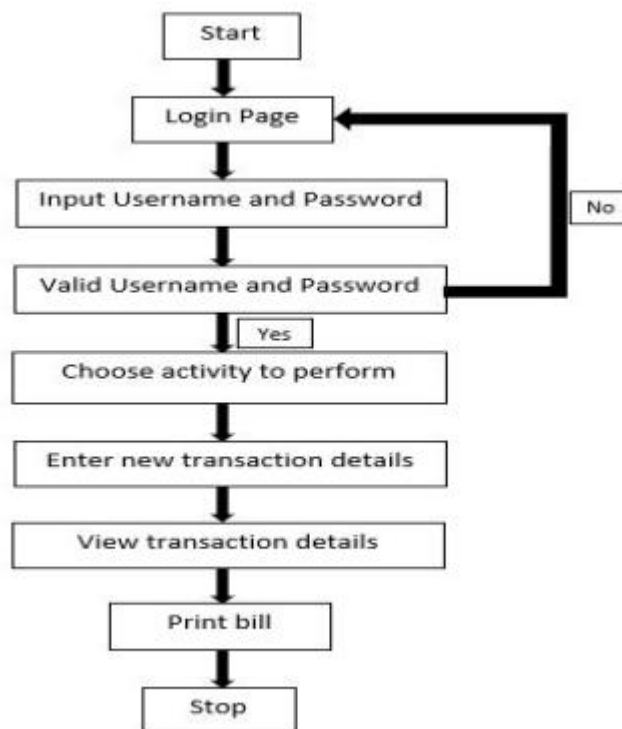 Start
Login Page
Input Username and Password
No
Valid Username and Password
Yes
Choose activity to perform
Enter new transaction details
View transaction details
Print bill
Stop